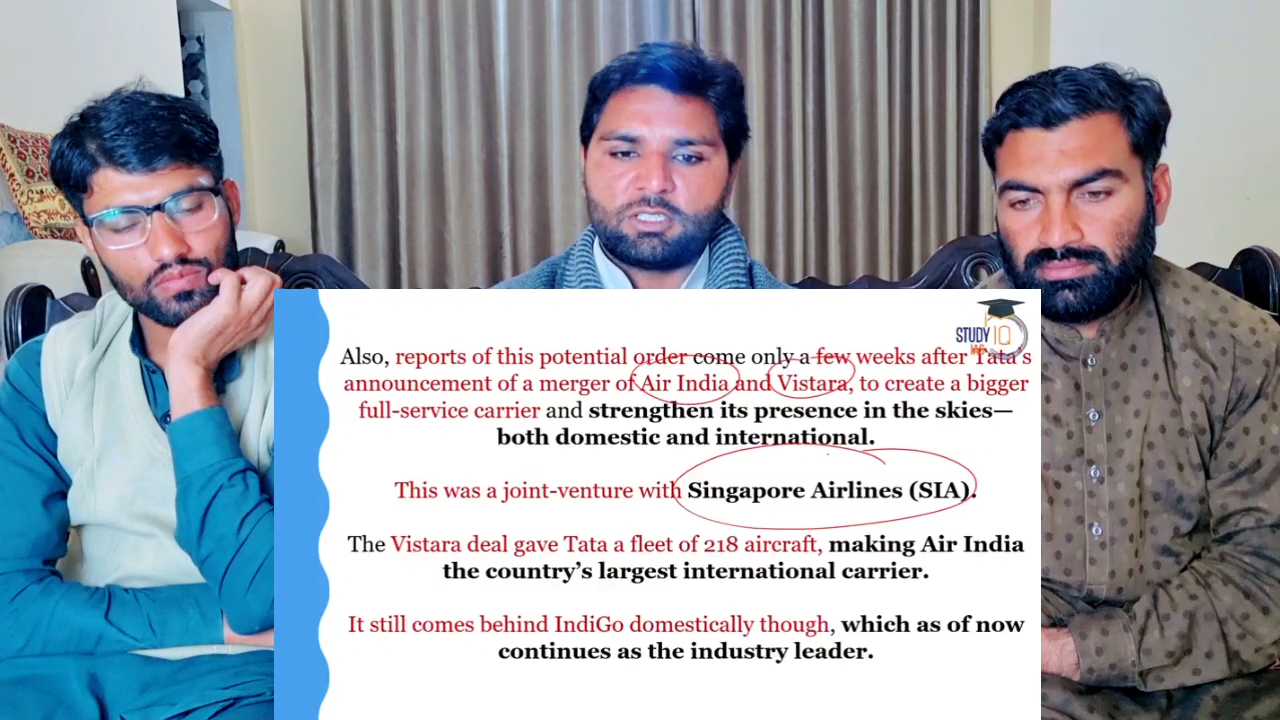 STUDY IQ
Also, reports of this potential order come only a few weeks after Tata's
announcement of a merger of Air India and Vistara, to create a bigger
full-service carrier and strengthen its presence in the skies—
both domestic and international.
This was a joint-venture with Singapore Airlines (SIA).
The Vistara deal gave Tata a fleet of 218 aircraft, making Air India
the country's largest international carrier.
It still comes behind IndiGo domestically though, which as of now
continues as the industry leader.